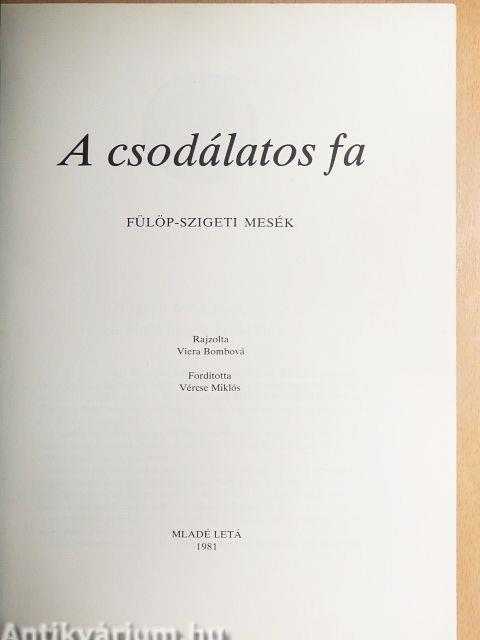 A csodálatos fa
FÜLÖP-SZIGETI MESÉK
Rajzolta
Viera Bombová
Fordította
Vércse Miklós
MLADÉ LETÁ
1981
Antikvárium.hu